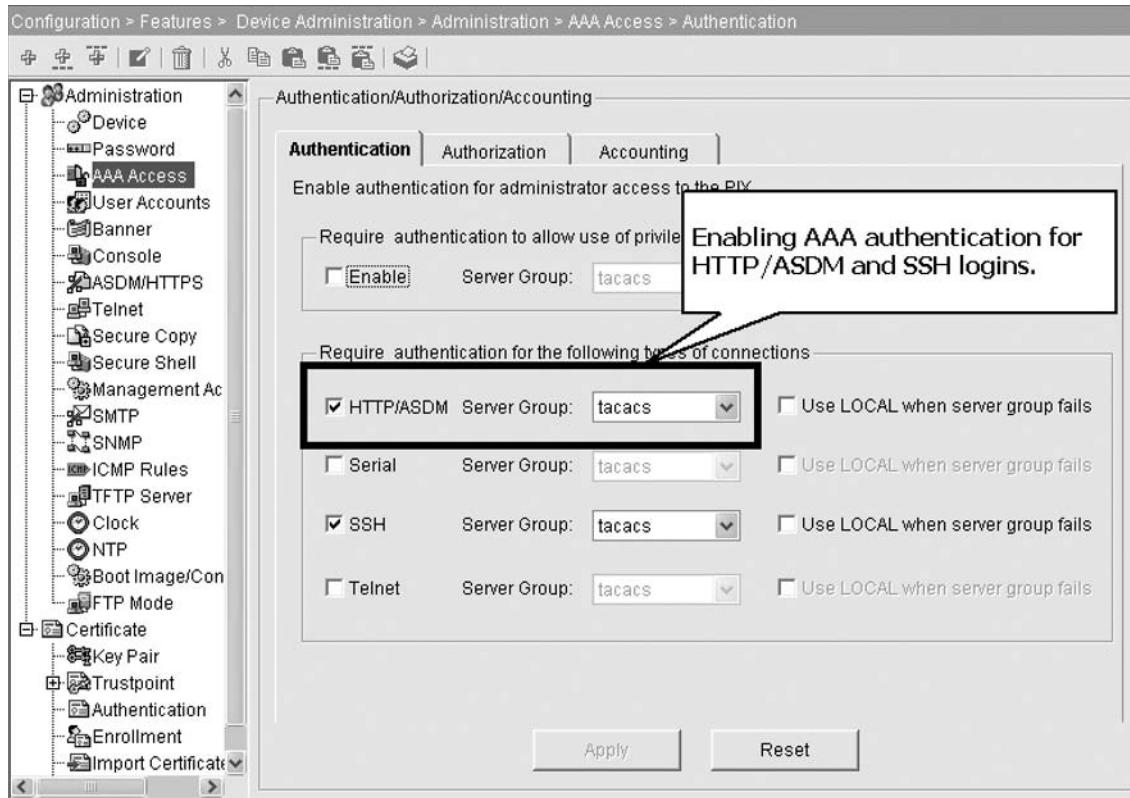 Configuration > Features > Device Administration > Administration > AAA Access > Authentication
Administration
Device
Password
AAA Access
User Accounts
Banner
Console
ASDM/HTTPS
Telnet
Secure Copy
Secure Shell
Management Ac
SMTP
SNMP
ICMP ICMP Rules
TFTP Server
Clock
NTP
Boot Image/Con
FTP Mode
Certificate
Key Pair
Trustpoint
Authentication
Enrollment
Import Certificate
Authentication/Authorization/Accounting
Authentication Authorization Accounting
Enable authentication for administrator access to the PIX
Require authentication to allow use of privile
Enable Server Group: tacacs
Enabling AAA authentication for
HTTP/ASDM and SSH logins.
Require authentication for the following types of connections
HTTP/ASDM Server Group: tacacs Use LOCAL when server group fails
Serial Server Group: tacacs Use LOCAL when server group fails
SSH Server Group: tacacs Use LOCAL when server group fails
Telnet Server Group: tacacs Use LOCAL when server group fails
Apply Reset